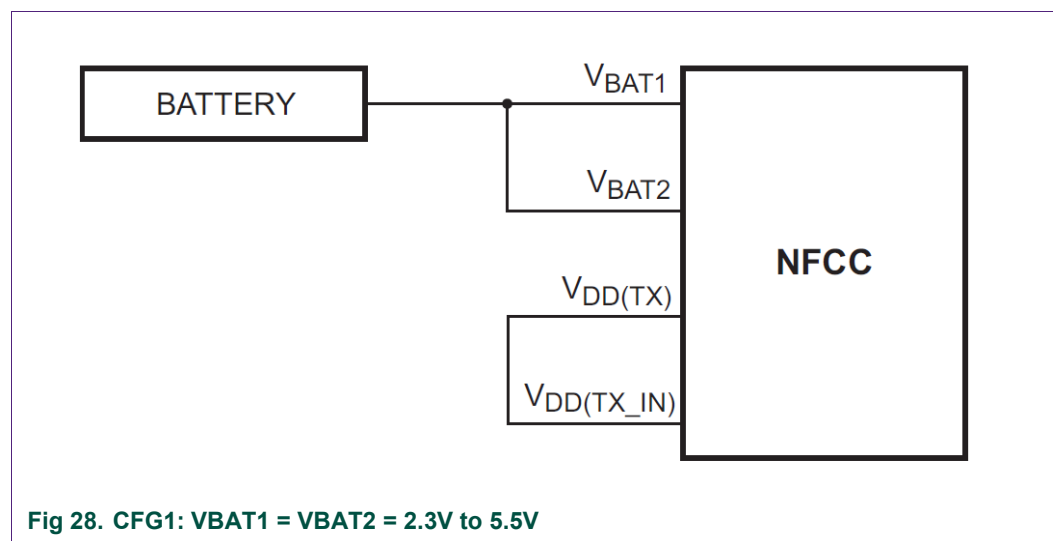 BATTERY
VBAT1
VBAT2
NFCC
VDD(TX)
VDD(TX_IN)
Fig 28. CFG1: VBAT1 = VBAT2 = 2.3V to 5.5V